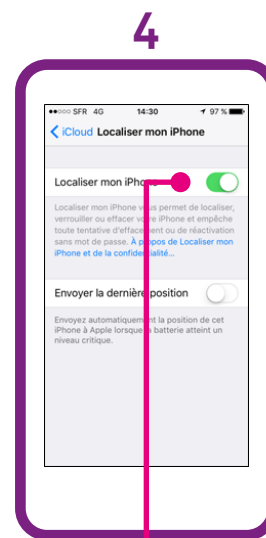 4
SFR 4G 14:30 97 %
iCloud Localiser mon iPhone
Localiser mon iPhone
Localiser mon iPhone vous permet de localiser,
verrouiller ou effacer votre iPhone et empêche
toute tentative d'effacement ou de réactivation
sans mot de passe. À propos de Localiser mon
iPhone et de la confidentialité...
Envoyer la dernière position
Envoyez automatiquement la position de cet
iPhone à Apple lorsque la batterie atteint un
niveau critique.